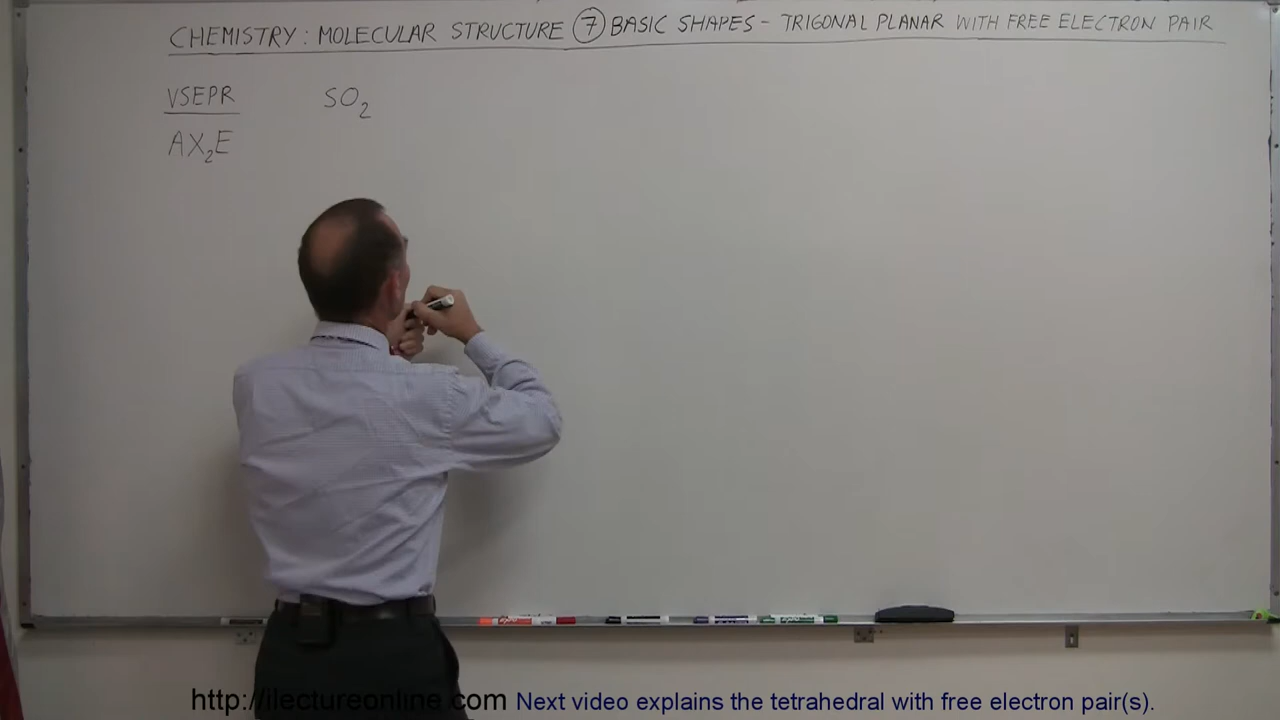 CHEMISTRY: MOLECULAR STRUCTURE 7 BASIC SHAPES - TRIGONAL PLANAR WITH FREE ELECTRON PAIR
VSEPR SO₂
AX₂E
http://ilectureonline.com Next video explains the tetrahedral with free electron pair(s).